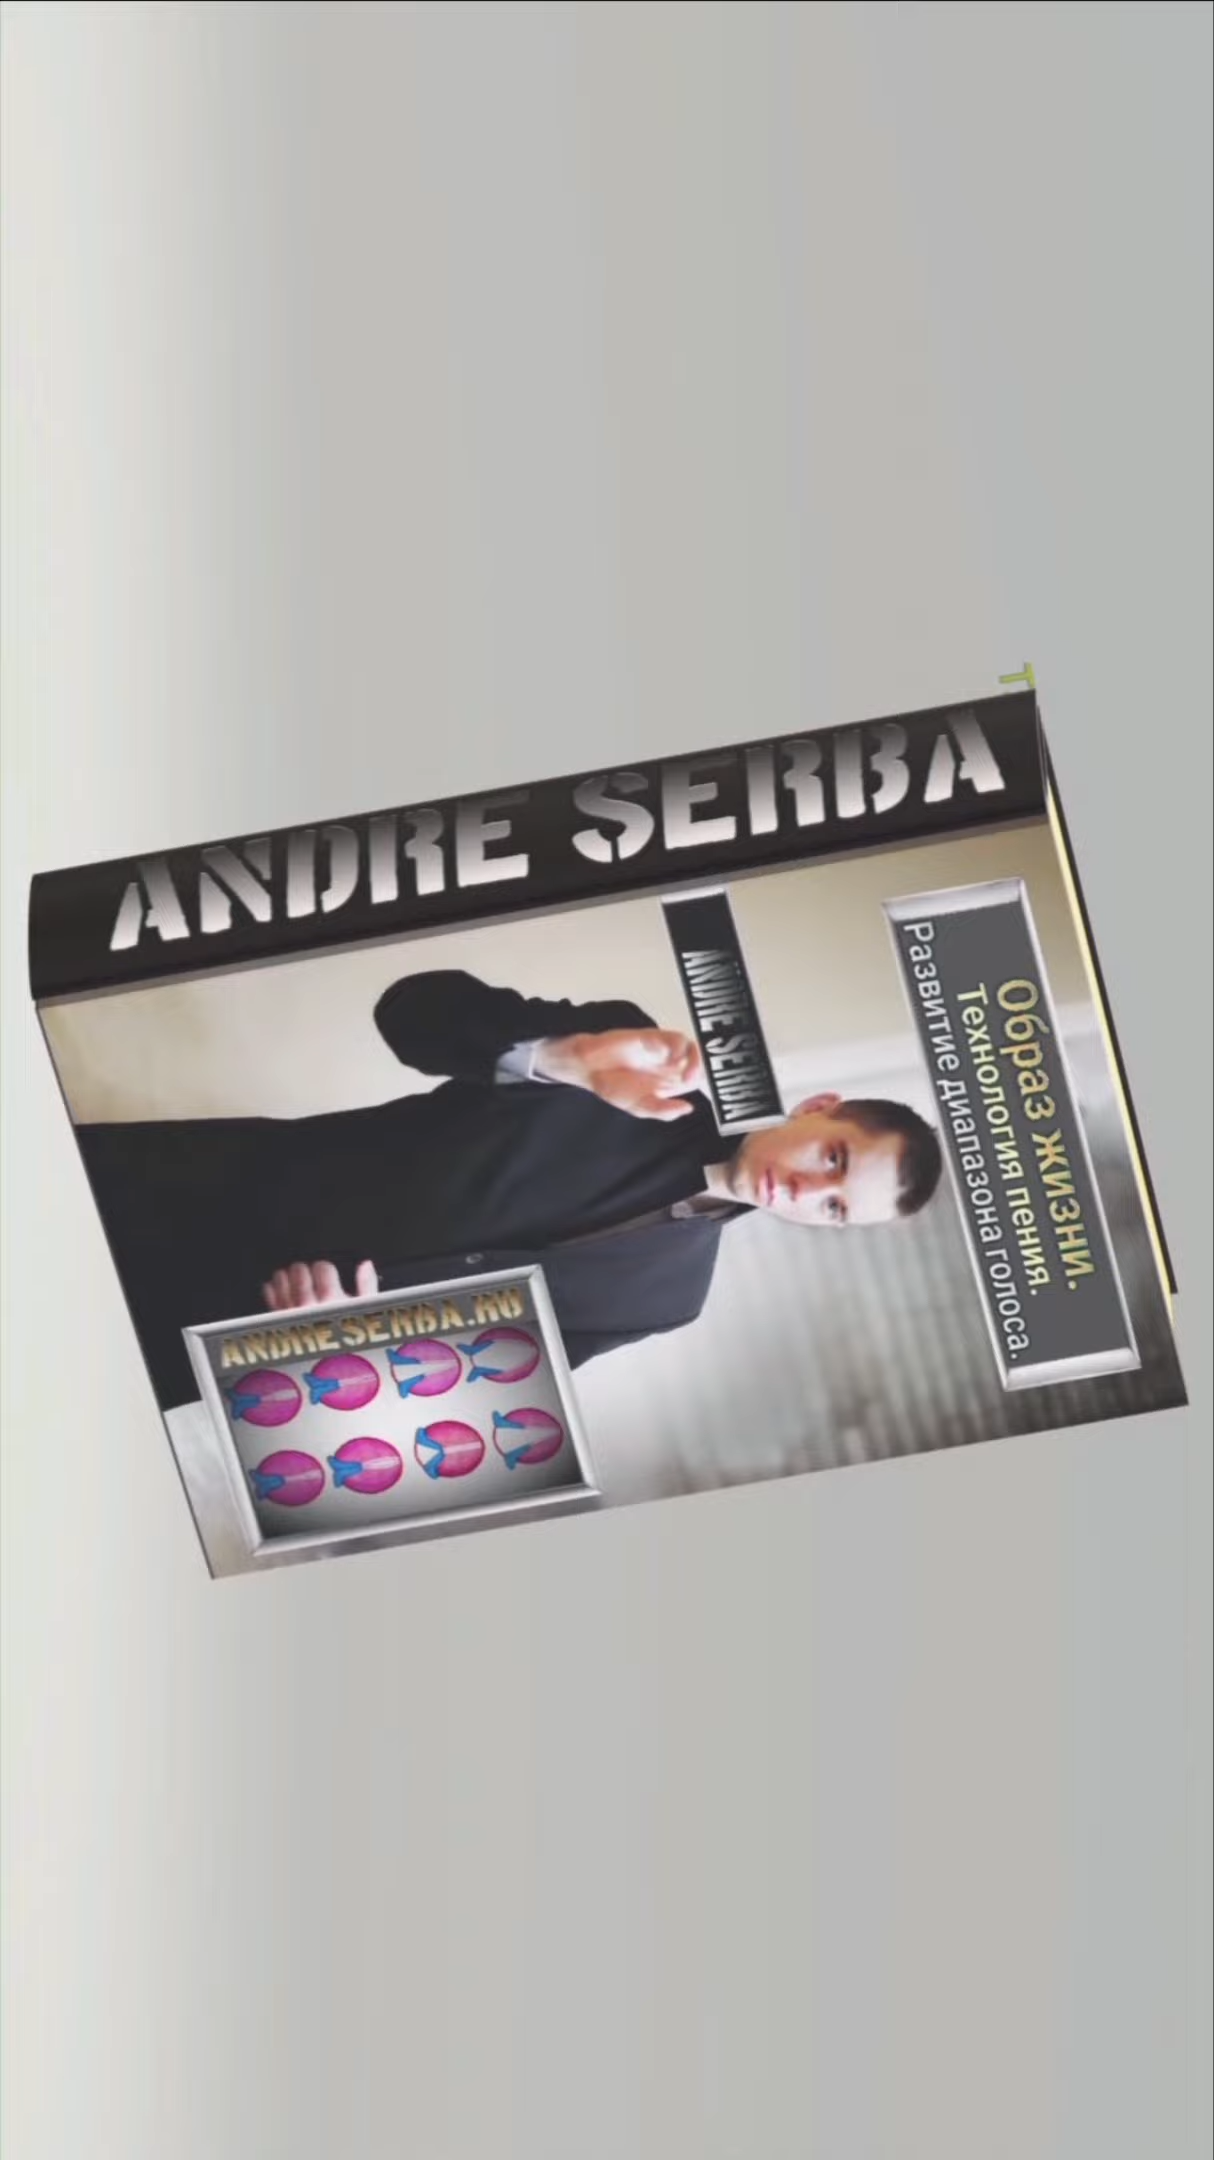 Т
ANDRE SERBA
Образ жизни.
Технология пения.
Развитие диапазона голоса.
ANDRE SERBA
ANDRESERBA.RU